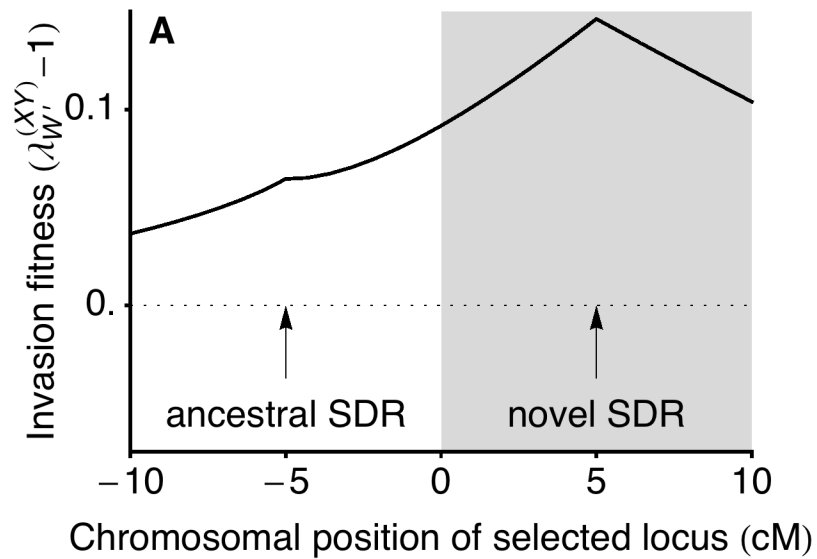 A
Invasion fitness (λ_{W'}^{(XY)}−1)
0.1
0.
ancestral SDR
novel SDR
−10
−5
0
5
10
Chromosomal position of selected locus (cM)